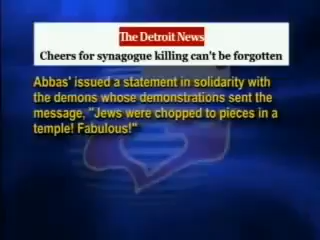 The Detroit News
Cheers for synagogue killing can't be forgotten
Abbas' issued a statement in solidarity with
the demons whose demonstrations sent the
message, "Jews were chopped to pieces in a
temple! Fabulous!"